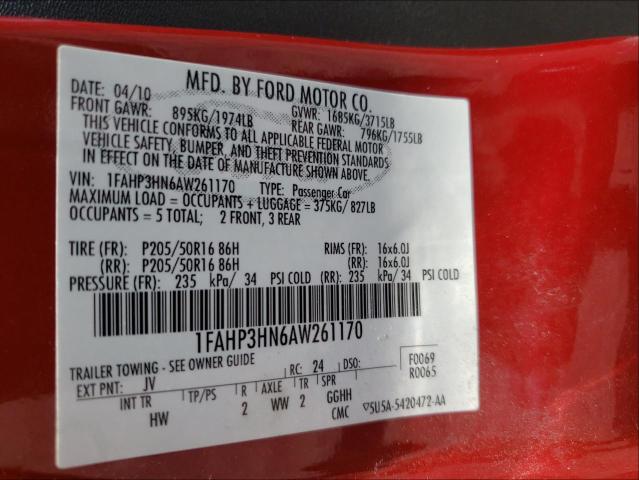 MFD. BY FORD MOTOR CO.
DATE: 04/10
GVWR: 1685KG/3715LB
FRONT GAWR: 895KG/1974LB REAR GAWR: 796KG/1755LB
THIS VEHICLE CONFORMS TO ALL APPLICABLE FEDERAL MOTOR
VEHICLE SAFETY, BUMPER, AND THEFT PREVENTION STANDARDS
IN EFFECT ON THE DATE OF MANUFACTURE SHOWN ABOVE.
VIN: 1FAHP3HN6AW261170 TYPE: Passenger Car
MAXIMUM LOAD = OCCUPANTS + LUGGAGE = 375KG/ 827LB
OCCUPANTS = 5 TOTAL; 2 FRONT, 3 REAR
TIRE (FR): P205/50R16 86H RIMS (FR): 16x6.0J
(RR): P205/50R16 86H (RR): 16x6.0J
PRESSURE (FR): 235 kPa/ 34 PSI COLD (RR): 235 kPa/ 34 PSI COLD
1FAHP3HN6AW261170
TRAILER TOWING - SEE OWNER GUIDE
EXT PNT: JV RC: 24 DSO: F0069
R0065
INT TR TP/PS R AXLE TR SPR
HW 2 WW 2 GGHH
CMC
5U5A-5420472-AA